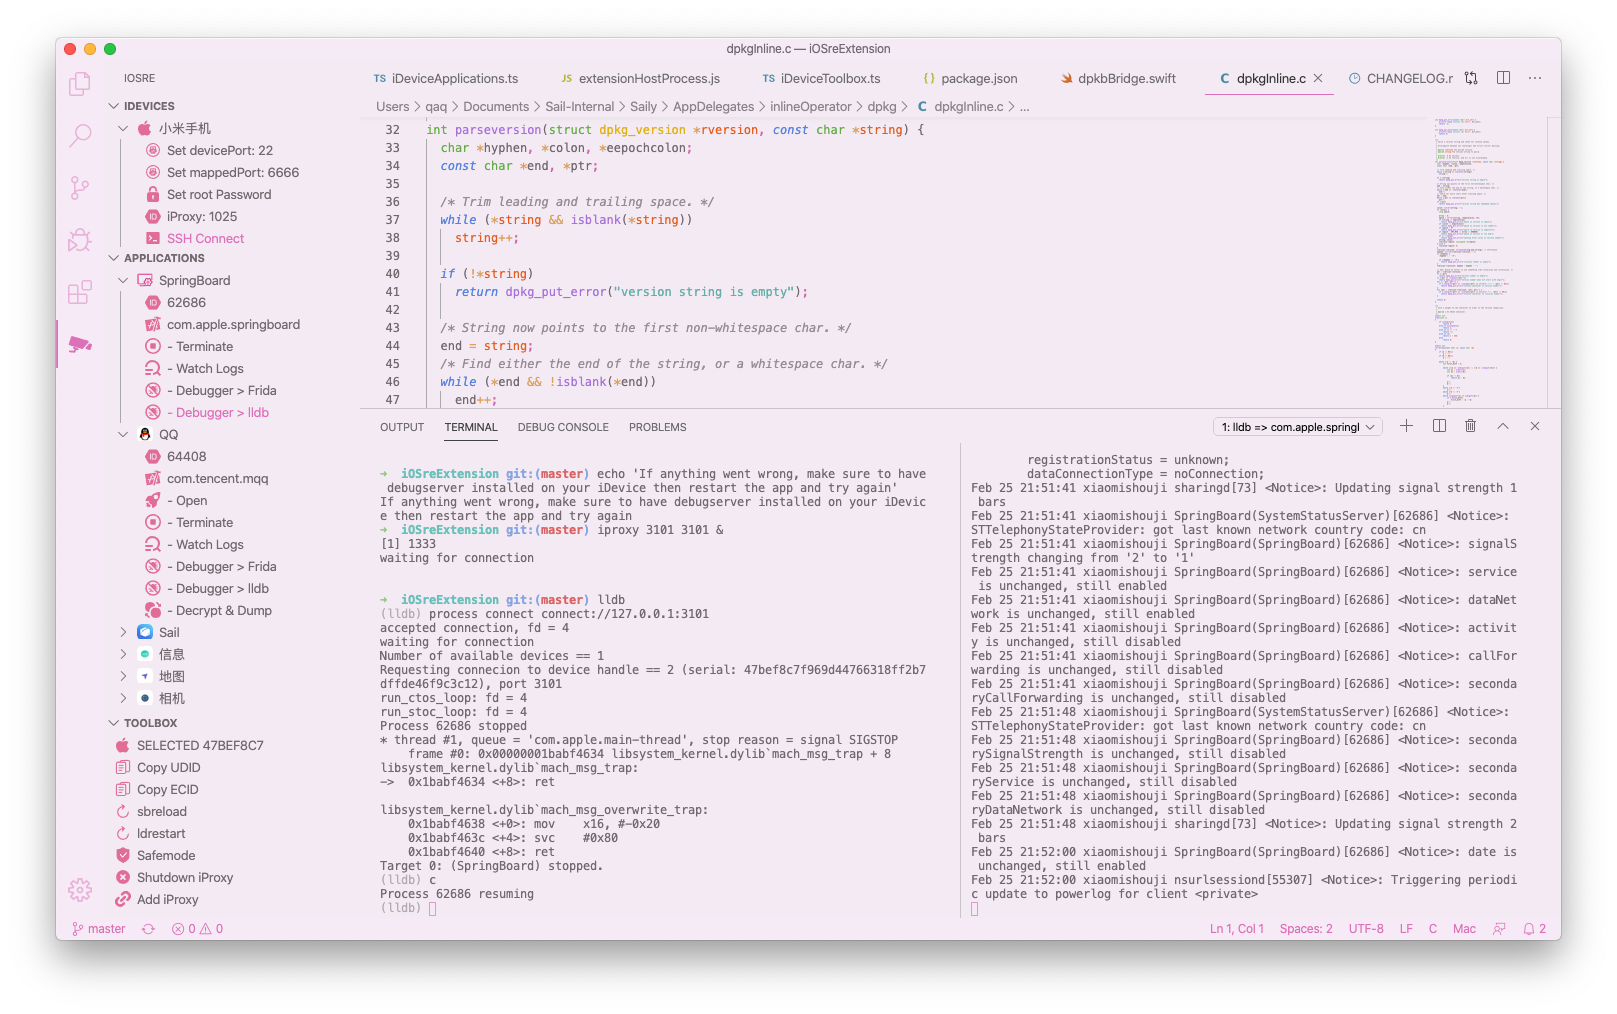 dpkgInline.c — iOSreExtension
IOSRE
IDEVICES
小米手机
Set devicePort: 22
Set mappedPort: 6666
Set root Password
iProxy: 1025
SSH Connect
APPLICATIONS
SpringBoard
62686
com.apple.springboard
- Terminate
- Watch Logs
- Debugger > Frida
- Debugger > lldb
QQ
64408
com.tencent.mqq
- Open
- Terminate
- Watch Logs
- Debugger > Frida
- Debugger > lldb
- Decrypt & Dump
Sail
信息
地图
相机
TOOLBOX
SELECTED 47BEF8C7
Copy UDID
Copy ECID
sbreload
ldrestart
Safemode
Shutdown iProxy
Add iProxy
TS iDeviceApplications.ts
JS extensionHostProcess.js
TS iDeviceToolbox.ts
{} package.json
dpkbBridge.swift
C dpkgInline.c
CHANGELOG.r
Users > qaq > Documents > Sail-Internal > Saily > AppDelegates > inlineOperator > dpkg > C dpkgInline.c > ...
32 int parseversion(struct dpkg_version *rversion, const char *string) {
33 char *hyphen, *colon, *eepochcolon;
34 const char *end, *ptr;
35
36 /* Trim leading and trailing space. */
37 while (*string && isblank(*string))
38 string++;
39
40 if (!*string)
41 return dpkg_put_error("version string is empty");
42
43 /* String now points to the first non-whitespace char. */
44 end = string;
45 /* Find either the end of the string, or a whitespace char. */
46 while (*end && !isblank(*end))
47 end++;
OUTPUT
TERMINAL
DEBUG CONSOLE
PROBLEMS
1: lldb => com.apple.springl
➜ iOSreExtension git:(master) echo 'If anything went wrong, make sure to have
debugserver installed on your iDevice then restart the app and try again'
If anything went wrong, make sure to have debugserver installed on your iDevic
e then restart the app and try again
➜ iOSreExtension git:(master) iproxy 3101 3101 &
[1] 1333
waiting for connection
➜ iOSreExtension git:(master) lldb
(lldb) process connect connect://127.0.0.1:3101
accepted connection, fd = 4
waiting for connection
Number of available devices == 1
Requesting connecion to device handle == 2 (serial: 47bef8c7f969d44766318ff2b7
dffde46f9c3c12), port 3101
run_ctos_loop: fd = 4
run_stoc_loop: fd = 4
Process 62686 stopped
* thread #1, queue = 'com.apple.main-thread', stop reason = signal SIGSTOP
frame #0: 0x00000001babf4634 libsystem_kernel.dylib`mach_msg_trap + 8
libsystem_kernel.dylib`mach_msg_trap:
-> 0x1babf4634 <+8>: ret
libsystem_kernel.dylib`mach_msg_overwrite_trap:
0x1babf4638 <+0>: mov x16, #-0x20
0x1babf463c <+4>: svc #0x80
0x1babf4640 <+8>: ret
Target 0: (SpringBoard) stopped.
(lldb) c
Process 62686 resuming
(lldb)
registrationStatus = unknown;
dataConnectionType = noConnection;
Feb 25 21:51:41 xiaomishouji sharingd[73] <Notice>: Updating signal strength 1
bars
Feb 25 21:51:41 xiaomishouji SpringBoard(SystemStatusServer)[62686] <Notice>:
STTelephonyStateProvider: got last known network country code: cn
Feb 25 21:51:41 xiaomishouji SpringBoard(SpringBoard)[62686] <Notice>: signalS
trength changing from '2' to '1'
Feb 25 21:51:41 xiaomishouji SpringBoard(SpringBoard)[62686] <Notice>: service
is unchanged, still enabled
Feb 25 21:51:41 xiaomishouji SpringBoard(SpringBoard)[62686] <Notice>: dataNet
work is unchanged, still enabled
Feb 25 21:51:41 xiaomishouji SpringBoard(SpringBoard)[62686] <Notice>: activit
y is unchanged, still disabled
Feb 25 21:51:41 xiaomishouji SpringBoard(SpringBoard)[62686] <Notice>: callFor
warding is unchanged, still disabled
Feb 25 21:51:41 xiaomishouji SpringBoard(SpringBoard)[62686] <Notice>: seconda
ryCallForwarding is unchanged, still disabled
Feb 25 21:51:48 xiaomishouji SpringBoard(SystemStatusServer)[62686] <Notice>:
STTelephonyStateProvider: got last known network country code: cn
Feb 25 21:51:48 xiaomishouji SpringBoard(SpringBoard)[62686] <Notice>: seconda
rySignalStrength is unchanged, still disabled
Feb 25 21:51:48 xiaomishouji SpringBoard(SpringBoard)[62686] <Notice>: seconda
ryService is unchanged, still disabled
Feb 25 21:51:48 xiaomishouji SpringBoard(SpringBoard)[62686] <Notice>: seconda
ryDataNetwork is unchanged, still disabled
Feb 25 21:51:48 xiaomishouji sharingd[73] <Notice>: Updating signal strength 2
bars
Feb 25 21:52:00 xiaomishouji SpringBoard(SpringBoard)[62686] <Notice>: date is
unchanged, still enabled
Feb 25 21:52:00 xiaomishouji nsurlsessiond[55307] <Notice>: Triggering periodi
c update to powerlog for client <private>
master
0 0
Ln 1, Col 1
Spaces: 2
UTF-8
LF
C
Mac
2